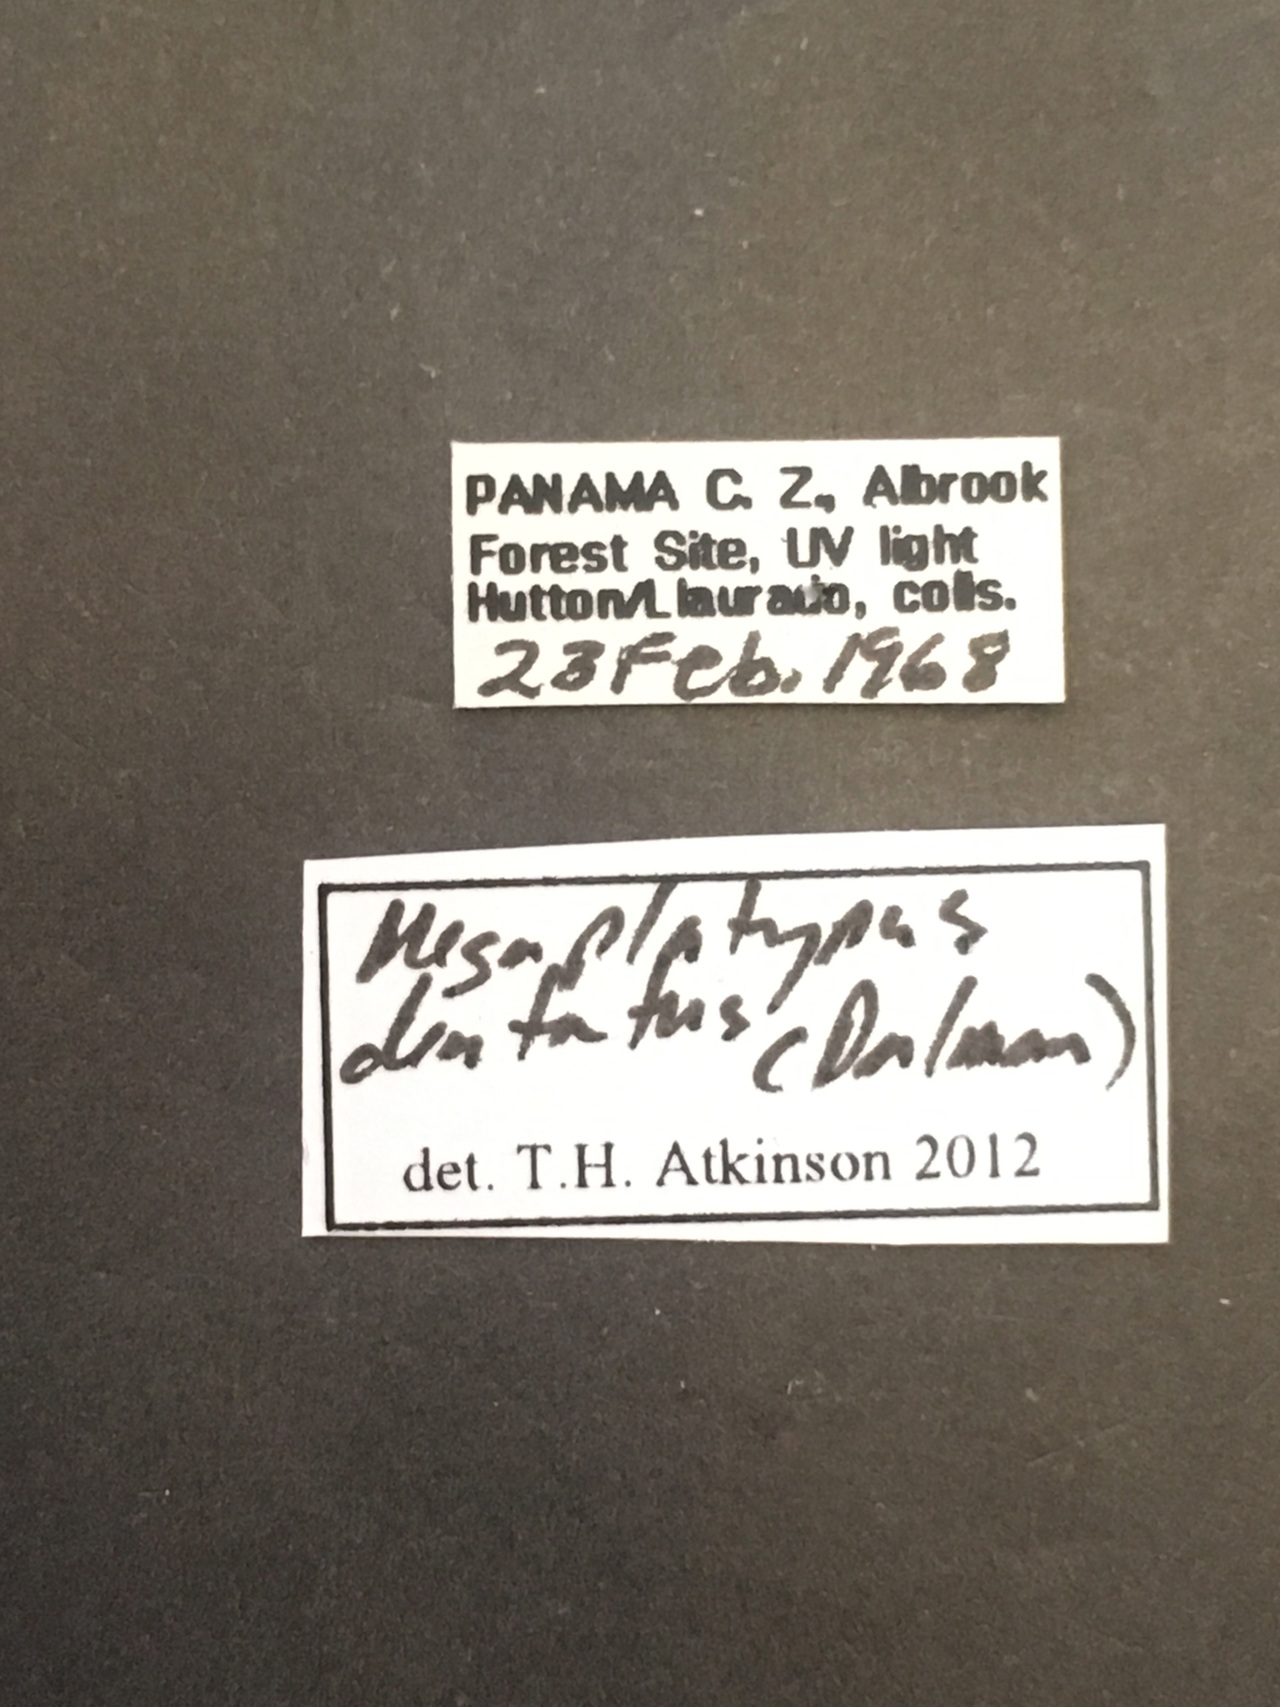 PANAMA C. Z., Albrook
Forest Site, UV light
Hutton/Llaurado, colls.
23 Feb. 1968
Megaplatypus
dentatus (Dalman)
det. T.H. Atkinson 2012